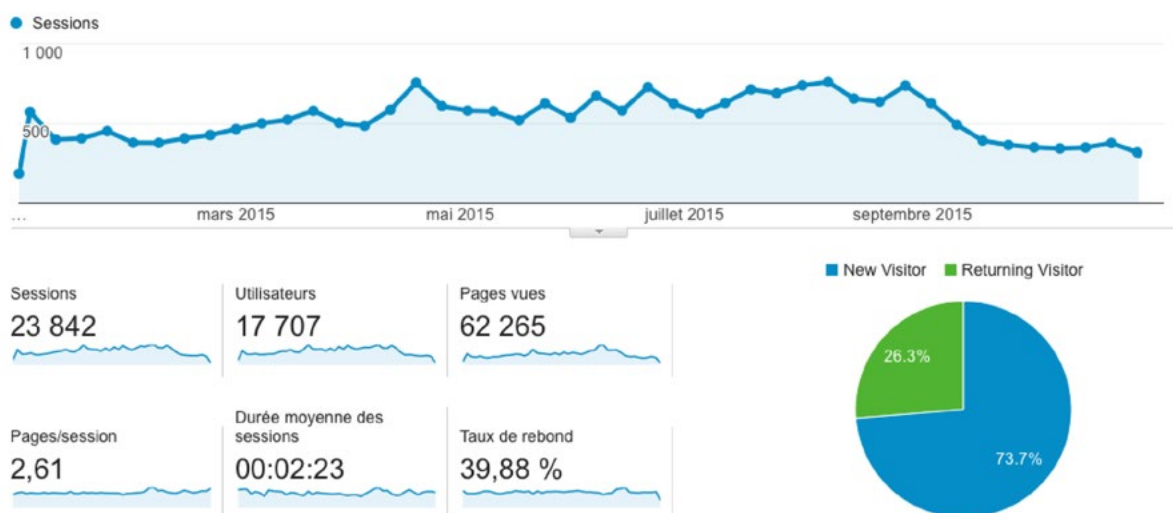 Sessions
1 000
500
...
mars 2015
mai 2015
juillet 2015
septembre 2015
New Visitor
Returning Visitor
Sessions
23 842
Utilisateurs
17 707
Pages vues
62 265
Pages/session
2,61
Durée moyenne des
sessions
00:02:23
Taux de rebond
39,88 %
26.3%
73.7%